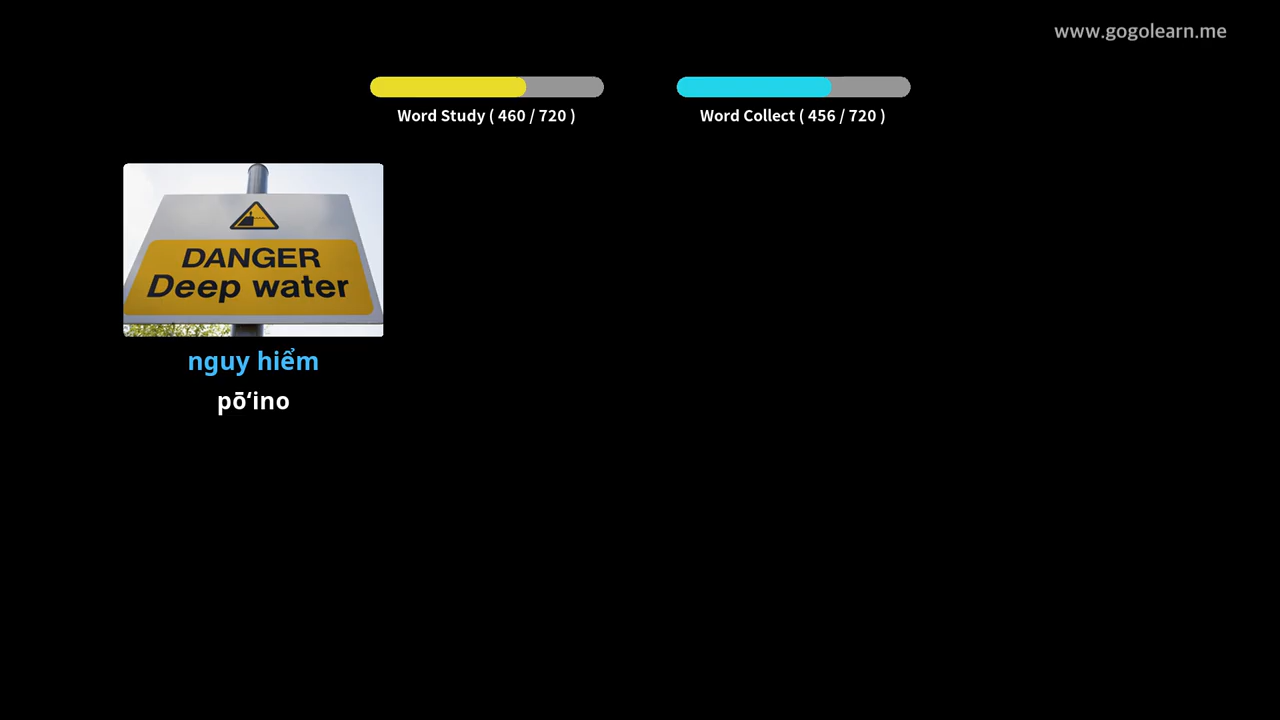 www.gogolearn.me
Word Study ( 460 / 720 )
Word Collect ( 456 / 720 )
DANGER
Deep water
nguy hiểm
pōʻino